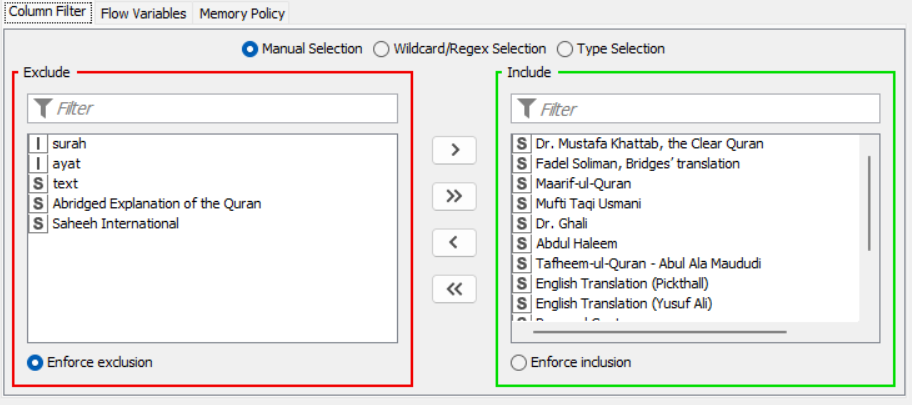 Column Filter Flow Variables Memory Policy
Manual Selection Wildcard/Regex Selection Type Selection
Exclude
Filter
I surah
I ayat
S text
S Abridged Explanation of the Quran
S Saheeh International
Enforce exclusion
>
>>
<
<<
Include
Filter
S Dr. Mustafa Khattab, the Clear Quran
S Fadel Soliman, Bridges’ translation
S Maarif-ul-Quran
S Mufti Taqi Usmani
S Dr. Ghali
S Abdul Haleem
S Tafheem-ul-Quran - Abul Ala Maududi
S English Translation (Pickthall)
S English Translation (Yusuf Ali)
Enforce inclusion